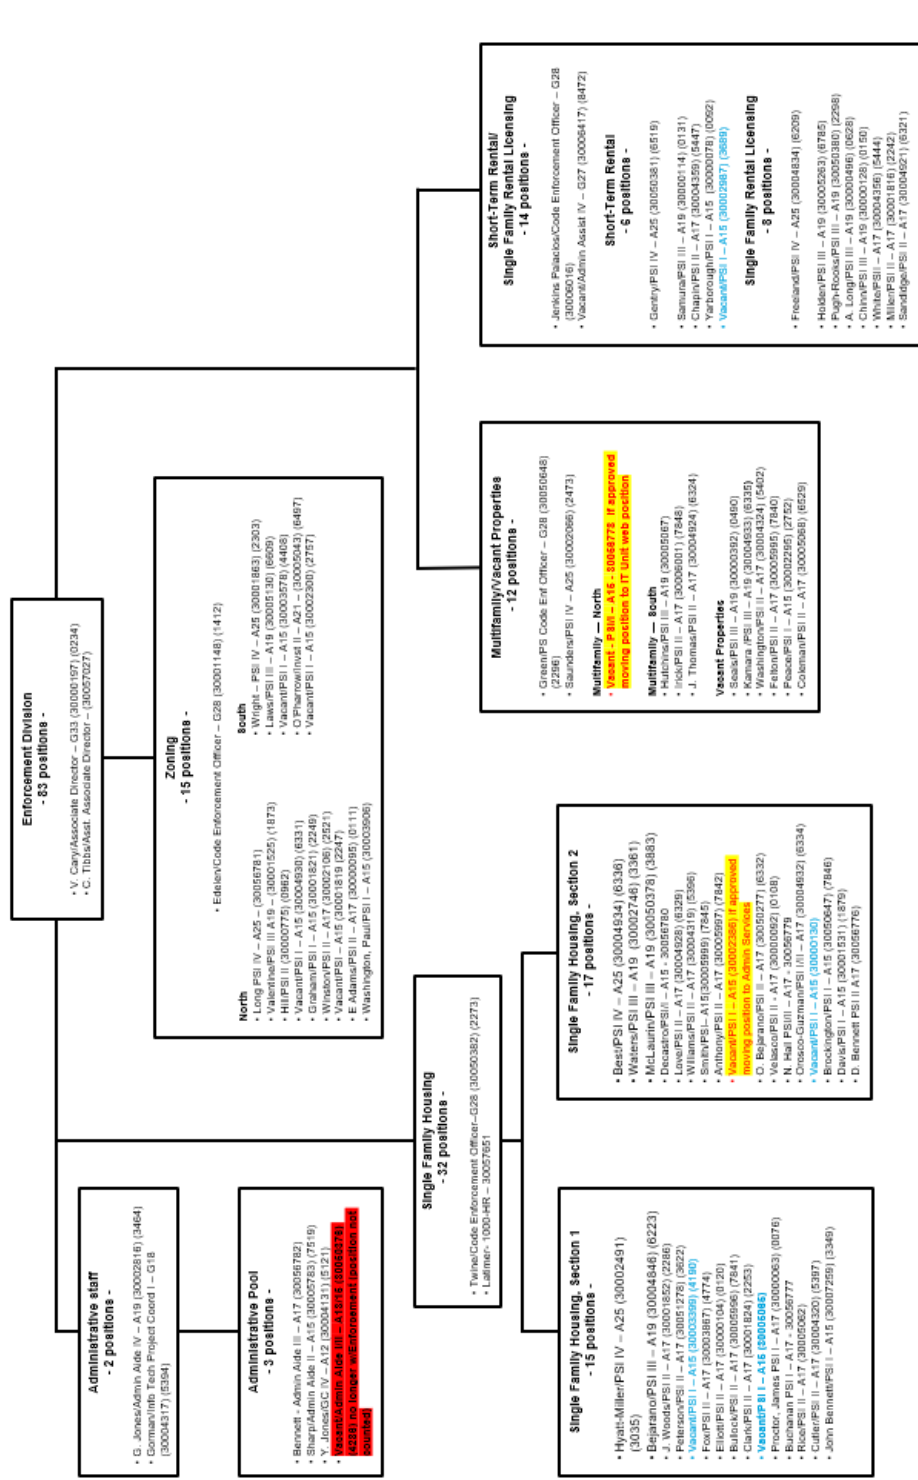 Enforcement Division
- 83 positions -
• V. Cary/Associate Director – G33 (30000197) (0234)
• C. Tibbs/Asst. Associate Director – (30057027)
Administrative staff
- 2 positions -
• G. Jones/Admin Aide IV – A19 (30002816) (3464)
• Gorman/Info Tech Project Coord I – G18
(30004317) (5394)
Administrative Pool
- 3 positions -
• Bennett - Admin Aide III – A17 (30056782)
• Sharp/Admin Aide II – A15 (30005783) (7519)
• Y. Jones/GC IV – A12 (30004131) (5121)
• Vacant/Admin Aide I/II – A13/15
(4286) no longer w/Enforcement (position not
counted)
Zoning
- 15 positions -
• Edelen/Code Enforcement Officer – G28 (30001148) (1412)
North
• Long PSI IV – A25 – (30056781)
• Valentine/PSI III A19 – (30001525) (1873)
• Hill/PSI II (30000775) (0962)
• Vacant/PSI I – A15 (30004930) (6331)
• Graham/PSI I – A15 (30001821) (2249)
• Winston/PSI II – A17 (30002106) (2521)
• Vacant/PSI – A15 (30001819 (2247)
• E Adams/PSI II – A17 (30000095) (0111)
• Washington, Paul/PSI I – A15 (30003906)
South
• Wright – PSI IV – A25 (30001863) (2303)
• Laws/PSI III – A19 (30005130) (6609)
• Vacant/PSI I – A15 (30003578) (4408)
• O'Pharrow/Invst II – A21 – (30005043) (6497)
• Vacant/PSI I – A15 (30002300) (2757)
Single Family Housing
- 32 positions -
• Twine/Code Enforcement Officer–G28 (30050382) (2273)
• Latimer- 1000-HR – 30057651
Single Family Housing, Section 1
- 15 positions -
• Hyatt-Miller/PSI IV – A25 (30002491)
(3035)
• Bejarano/PSI III – A19 (30004846) (6223)
• J. Woods/PSI II – A17 (30001852) (2286)
• Peterson/PSI II – A17 (30051278) (3622)
• Vacant/PSI I – A15 (30003399) (4190)
• Fox/PSI II – A17 (30003867) (4774)
• Elliott/PSI II – A17 (30000104) (0120)
• Bullock/PSI II – A17 (30005996) (7841)
• Clark/PSI II – A17 (30001824) (2253)
• Vacant/PSI I – A15 (30006086)
• Proctor, James PSI I – A17 (30000063) (0076)
• Buchanan PSI I – A17 - 30056777
• Rice/PSI II – A17 (30005062)
• Cutler/PSI II – A17 (30004320) (5397)
• John Bennett/PSI I – A15 (30007259) (3349)
Single Family Housing, Section 2
- 17 positions -
• Best/PSI IV – A25 (30004934) (6336)
• Waters/PSI III – A19 (30002746) (3361)
• McLaurin/PSI III – A19 (30050378) (3883)
• Decastro/PSI/I – A15 - 30056780
• Love/PSI II – A17 (30004928) (6329)
• Williams/PSI II – A17 (30004319) (5396)
• Smith/PSI– A15(30005999) (7845)
• Anthony/PSI II – A17 (30005997) (7842)
• Vacant/PSI I – A15 (30002386) If approved
moving position to Admin Services
• O. Bejarano/PSI II – A17 (30050277) (6332)
• Velasco/PSI II - A17 (30000092) (0108)
• N. Hall PSI/II – A17 - 30056779
• Orosco-Guzman/PSI I/II – A17 (30004932) (6334)
• Vacant/PSI I – A15 (30000130)
• Brockington/PSI I – A15 (30050647) (7846)
• Davis/PSI I – A15 (30001531) (1879)
• D. Bennett PSI II A17 (30056776)
Multifamily/Vacant Properties
- 12 positions -
• Green/PS Code Enf Officer – G28 (30050648)
(2296)
• Saunders/PSI IV – A25 (30002066) (2473)
Multifamily — North
• Vacant - PSI/I – A15 - 30056778 If approved
moving position to IT Unit web position
Multifamily — South
• Hutchins/PSI III – A19 (30005067)
• Irick/PSI II – A17 (30006001) (7848)
• J. Thomas/PSI II – A17 (30004924) (6324)
Vacant Properties
• Seals/PSI III – A19 (30000392) (0490)
• Kamara /PSI III – A19 (30004933) (6335)
• Washington/PSI II – A17 (30004324) (5402)
• Felton/PSI II – A17 (30005995) (7840)
• Peace/PSI I – A15 (30002295) (2752)
• Coleman/PSI II – A17 (30005068) (6529)
Short-Term Rental/
Single Family Rental Licensing
- 14 positions -
• Jenkins Palacios/Code Enforcement Officer – G28
(30006016)
• Vacant/Admin Assist IV – G27 (30006417) (8472)
Short-Term Rental
- 6 positions -
• Gentry/PSI IV – A25 (30050381) (6519)
• Samura/PSI III – A19 (30000114) (0131)
• Chapin/PSI II – A17 (30004359) (5447)
• Yarborough/PSI I – A15 (30000078) (0092)
• Vacant/PSI I – A15 (30002987) (3689)
Single Family Rental Licensing
- 8 positions -
• Freeland/PSI IV – A25 (30004834) (6209)
• Holden/PSI III – A19 (30005263) (6785)
• Pugh-Rooks/PSI III – A19 (30050380) (2298)
• A. Long/PSI III – A19 (30000496) (0628)
• Chinn/PSI III – A19 (30000128) (0150)
• White/PSII – A17 (30004356) (5444)
• Miller/PSI II – A17 (30001816) (2242)
• Sandidge/PSI II – A17 (30004921) (6321)